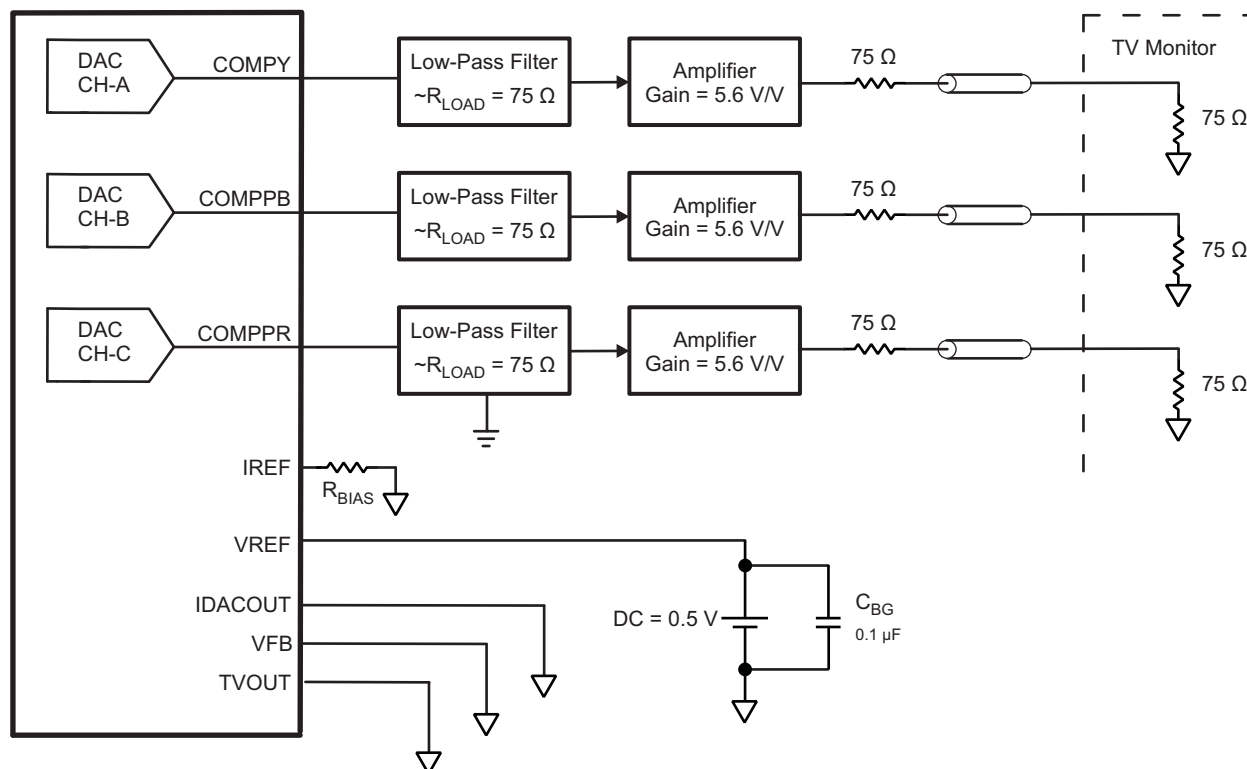 DAC
CH-A
COMPY
Low-Pass Filter
~R_LOAD = 75 Ω
Amplifier
Gain = 5.6 V/V
75 Ω
TV Monitor
75 Ω
DAC
CH-B
COMPPB
Low-Pass Filter
~R_LOAD = 75 Ω
Amplifier
Gain = 5.6 V/V
75 Ω
75 Ω
DAC
CH-C
COMPPR
Low-Pass Filter
~R_LOAD = 75 Ω
Amplifier
Gain = 5.6 V/V
75 Ω
75 Ω
IREF
R_BIAS
VREF
IDACOUT
VFB
TVOUT
DC = 0.5 V
C_BG
0.1 µF